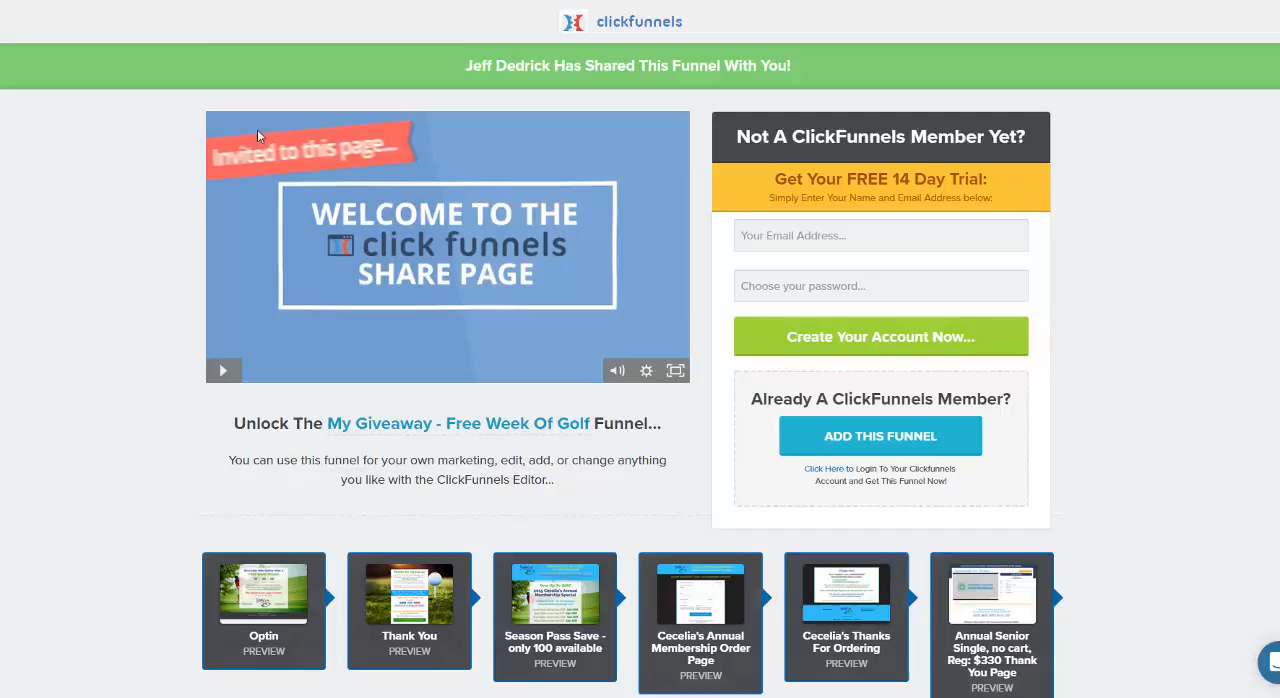 clickfunnels
Jeff Dedrick Has Shared This Funnel With You!
Invited to this page...
WELCOME TO THE
click funnels
SHARE PAGE
Not A ClickFunnels Member Yet?
Get Your FREE 14 Day Trial:
Simply Enter Your Name and Email Address below:
Your Email Address...
Choose your password...
Create Your Account Now...
Already A ClickFunnels Member?
ADD THIS FUNNEL
Click Here to Login To Your Clickfunnels
Account and Get This Funnel Now!
Unlock The My Giveaway - Free Week Of Golf Funnel...
You can use this funnel for your own marketing, edit, add, or change anything
you like with the ClickFunnels Editor...
Optin
PREVIEW
Thank You
PREVIEW
Season Pass Save -
only 100 available
PREVIEW
Cecelia's Annual
Membership Order
Page
PREVIEW
Cecelia's Thanks
For Ordering
PREVIEW
Annual Senior
Single, no cart,
Reg: $330 Thank
You Page
PREVIEW